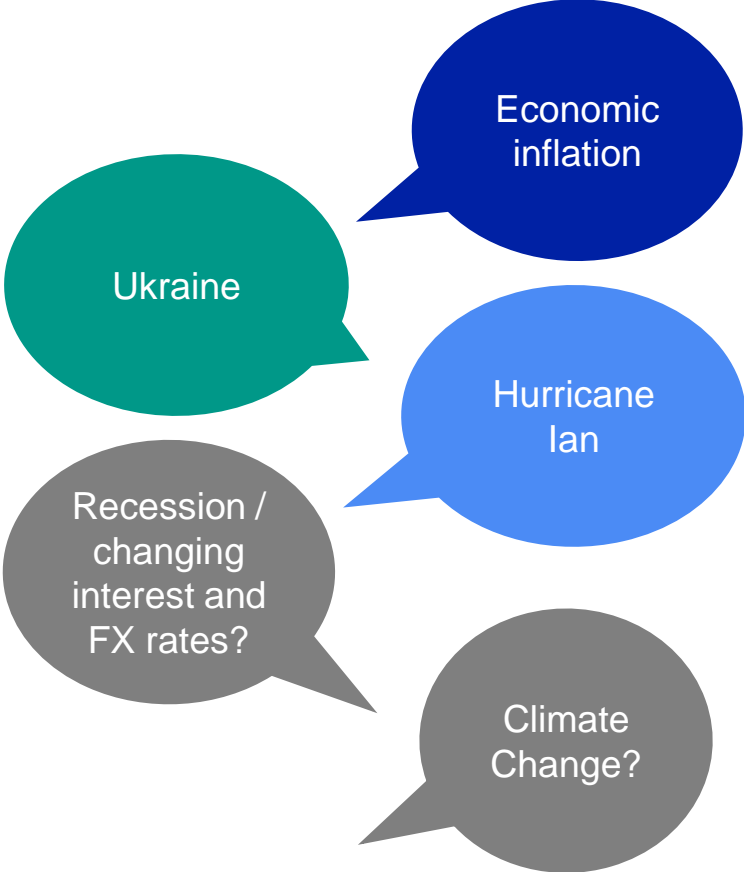 Economic
inflation
Ukraine
Hurricane
Ian
Recession /
changing
interest and
FX rates?
Climate
Change?